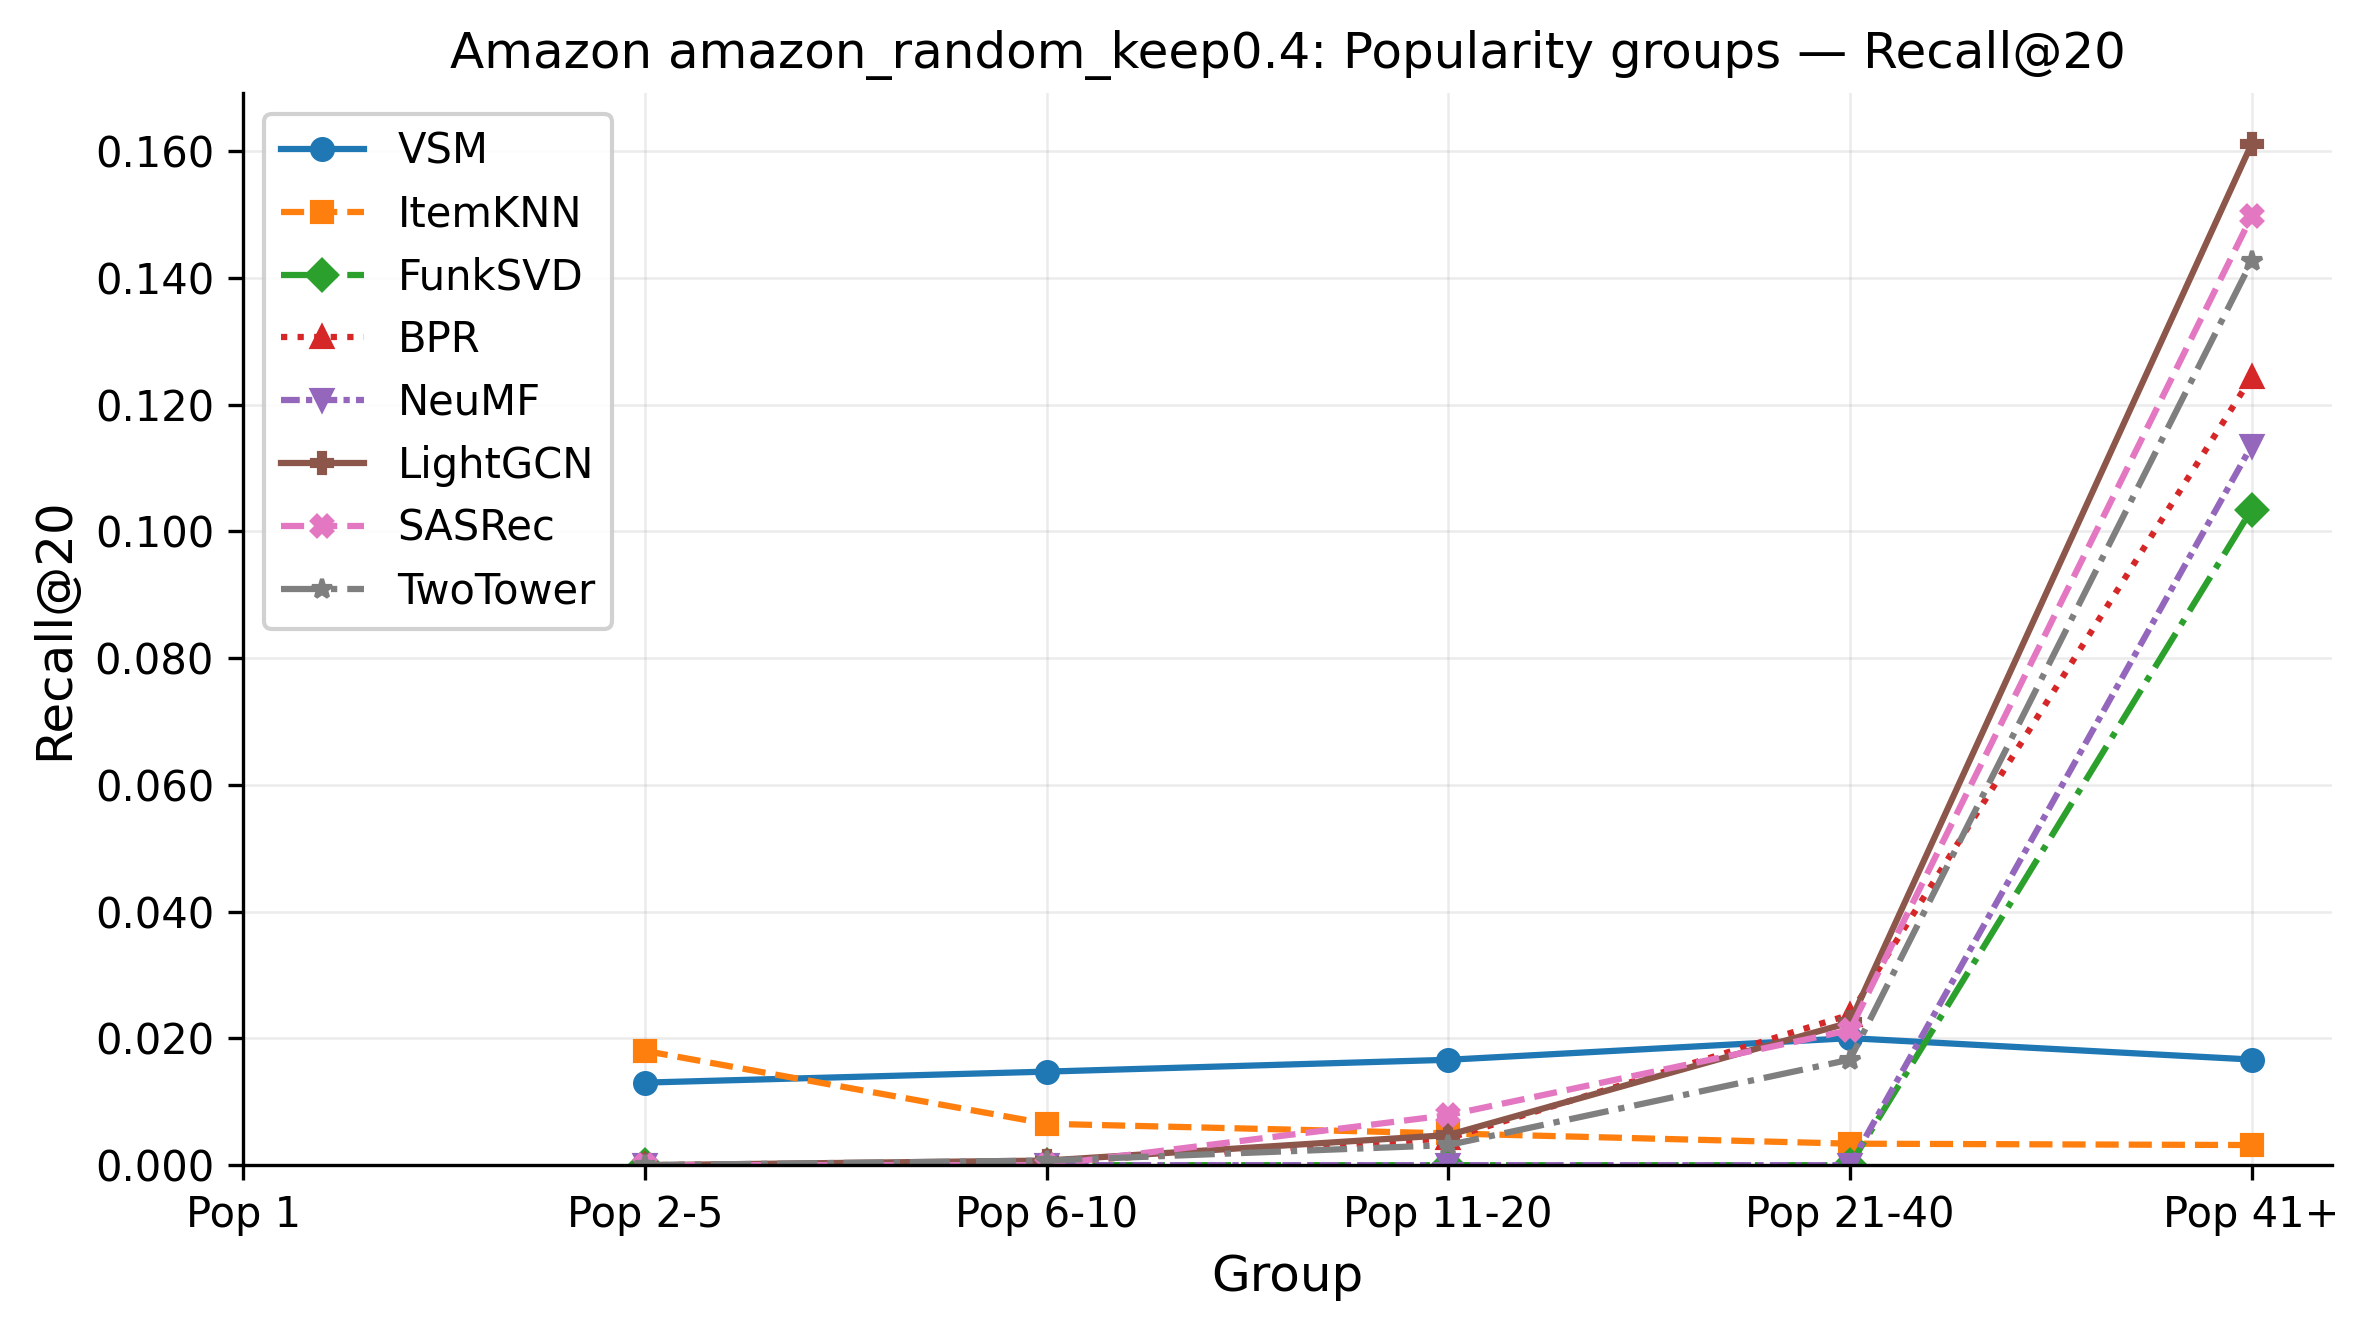 Amazon amazon_random_keep0.4: Popularity groups — Recall@20
VSM
ItemKNN
FunkSVD
BPR
NeuMF
LightGCN
SASRec
TwoTower
Recall@20
0.160
0.140
0.120
0.100
0.080
0.060
0.040
0.020
0.000
Pop 1
Pop 2-5
Pop 6-10
Pop 11-20
Pop 21-40
Pop 41+
Group